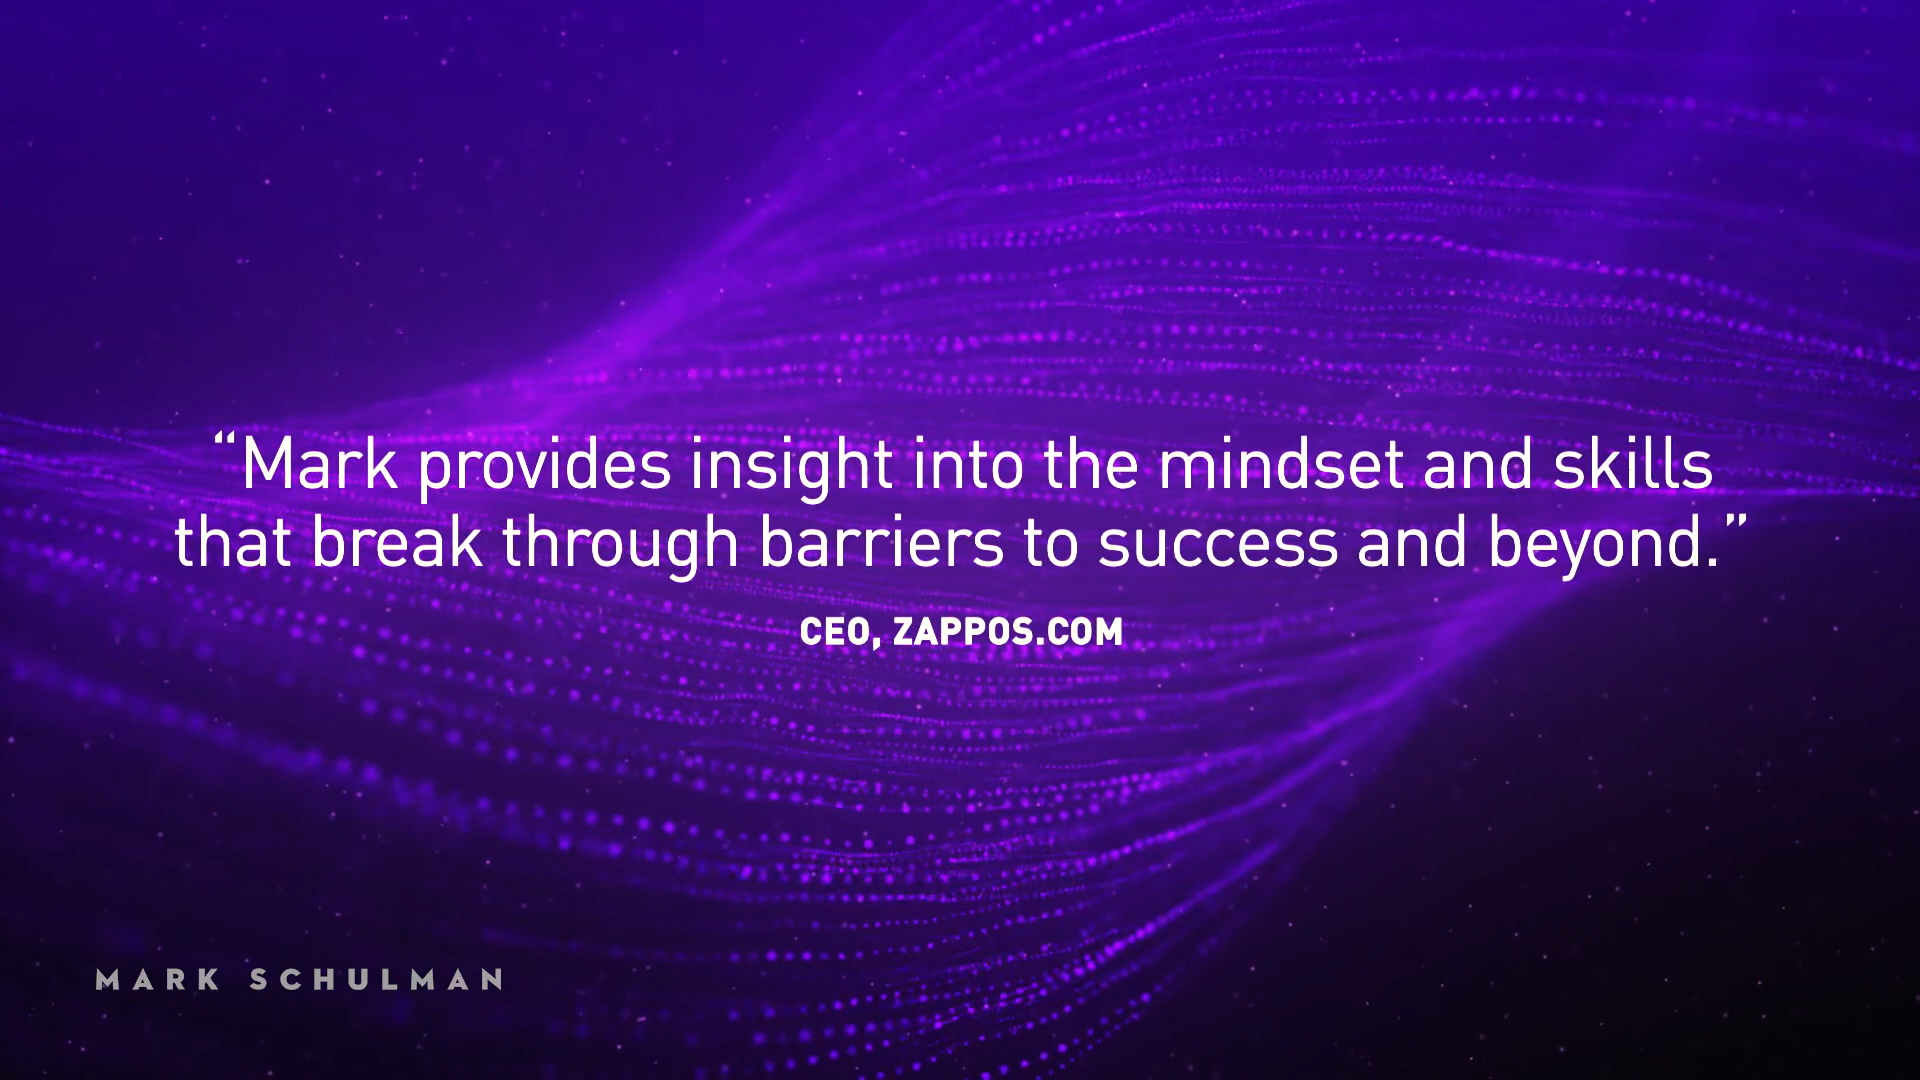 “Mark provides insight into the mindset and skills
that break through barriers to success and beyond.”
CEO, ZAPPOS.COM
MARK SCHULMAN